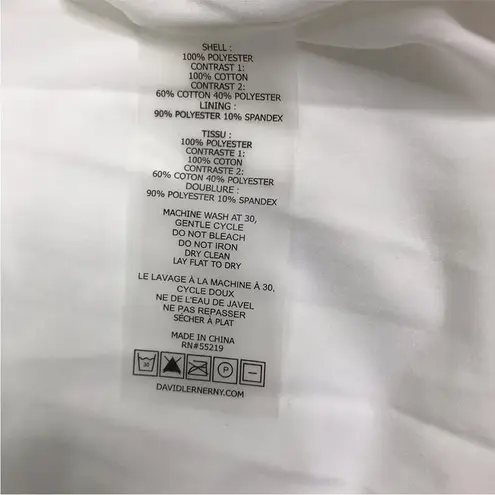 SHELL :
100% POLYESTER
CONTRAST 1:
100% COTTON
CONTRAST 2:
60% COTTON 40% POLYESTER
LINING :
90% POLYESTER 10% SPANDEX
TISSU :
100% POLYESTER
CONTRASTE 1:
100% COTON
CONTRASTE 2:
60% COTON 40% POLYESTER
DOUBLURE :
90% POLYESTER 10% SPANDEX
MACHINE WASH AT 30,
GENTLE CYCLE
DO NOT BLEACH
DO NOT IRON
DRY CLEAN
LAY FLAT TO DRY
LE LAVAGE À LA MACHINE À 30,
CYCLE DOUX
NE DE L'EAU DE JAVEL
NE PAS REPASSER
SÉCHER À PLAT
MADE IN CHINA
RN#55219
30 P
DAVIDLERNERNY.COM